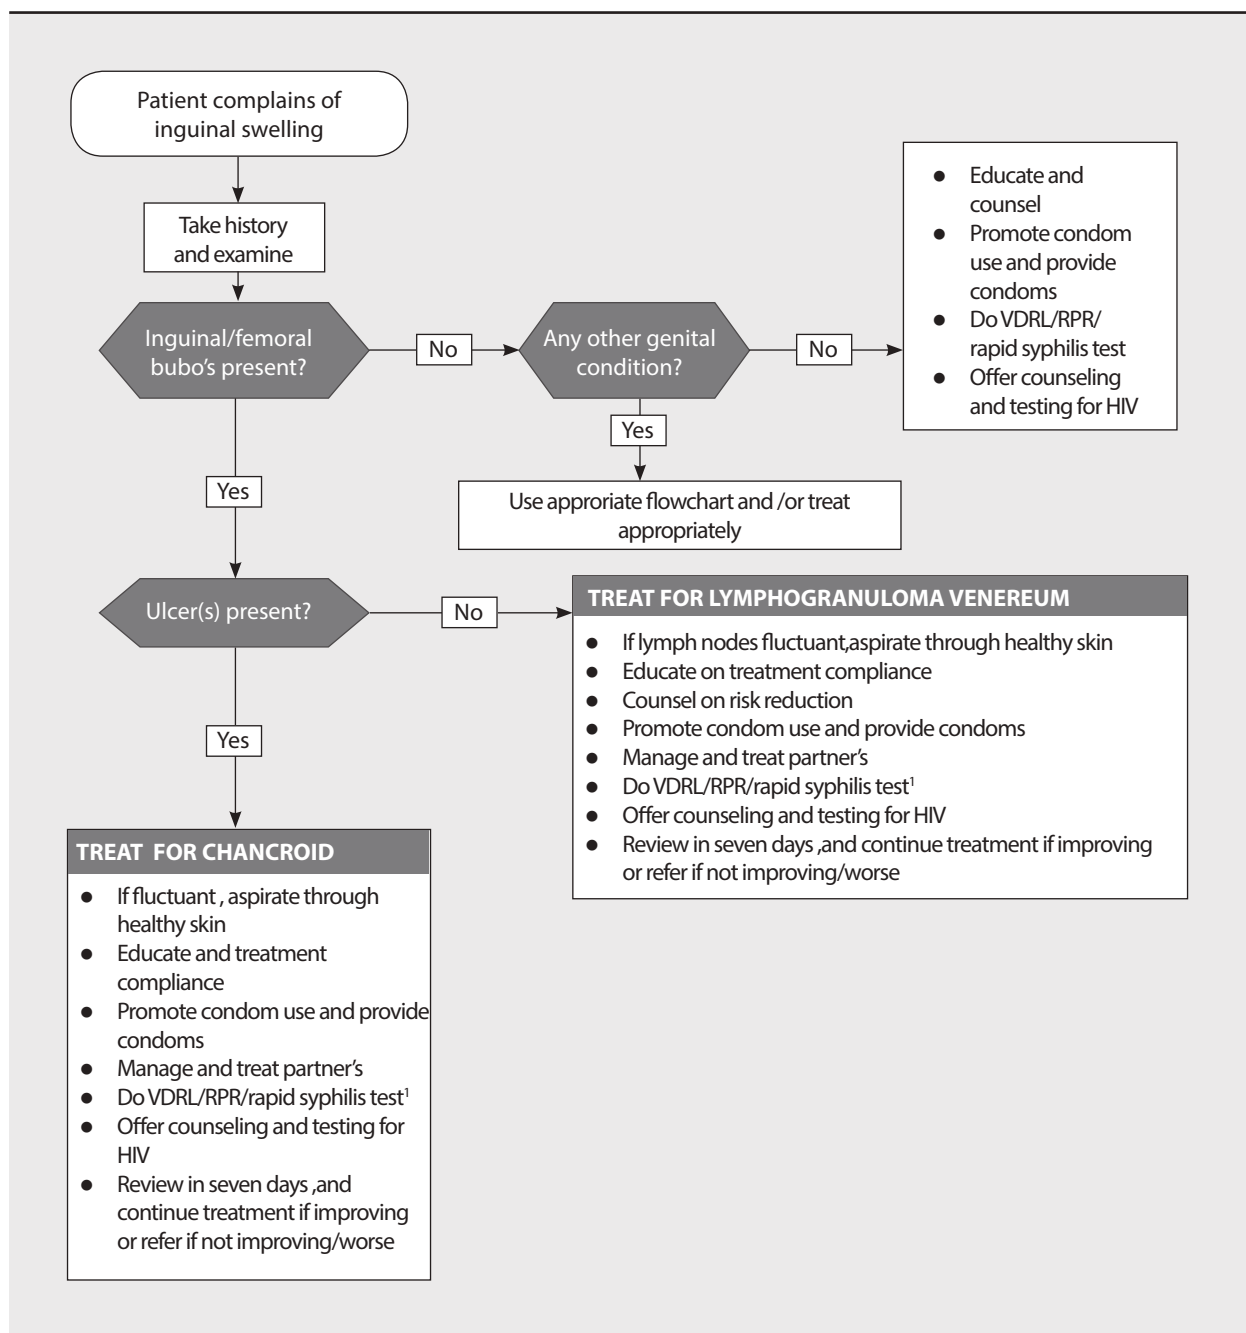 Patient complains of
inguinal swelling
Take history
and examine
Inguinal/femoral
bubo's present?
No
Any other genital
condition?
No
● Educate and
counsel
● Promote condom
use and provide
condoms
● Do VDRL/RPR/
rapid syphilis test
● Offer counseling
and testing for HIV
Yes
Use approriate flowchart and /or treat
appropriately
Yes
Ulcer(s) present?
No
TREAT FOR LYMPHOGRANULOMA VENEREUM
● If lymph nodes fluctuant,aspirate through healthy skin
● Educate on treatment compliance
● Counsel on risk reduction
● Promote condom use and provide condoms
● Manage and treat partner's
● Do VDRL/RPR/rapid syphilis test¹
● Offer counseling and testing for HIV
● Review in seven days ,and continue treatment if improving
or refer if not improving/worse
Yes
TREAT FOR CHANCROID
● If fluctuant , aspirate through
healthy skin
● Educate and treatment
compliance
● Promote condom use and provide
condoms
● Manage and treat partner's
● Do VDRL/RPR/rapid syphilis test¹
● Offer counseling and testing for
HIV
● Review in seven days ,and
continue treatment if improving
or refer if not improving/worse